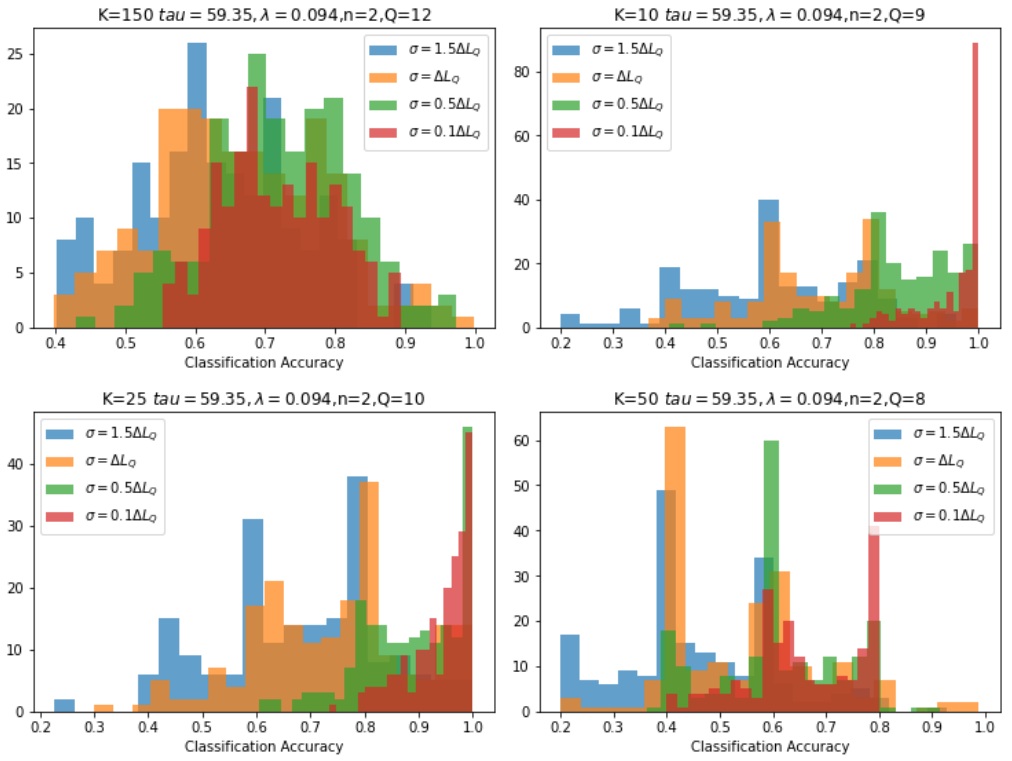 K=150 tau = 59.35, λ = 0.094,n=2,Q=12
25
20
15
10
5
0
σ = 1.5ΔL_Q
σ = ΔL_Q
σ = 0.5ΔL_Q
σ = 0.1ΔL_Q
0.4 0.5 0.6 0.7 0.8 0.9 1.0
Classification Accuracy
K=10 tau = 59.35, λ = 0.094,n=2,Q=9
80
60
40
20
0
σ = 1.5ΔL_Q
σ = ΔL_Q
σ = 0.5ΔL_Q
σ = 0.1ΔL_Q
0.2 0.3 0.4 0.5 0.6 0.7 0.8 0.9 1.0
Classification Accuracy
K=25 tau = 59.35, λ = 0.094,n=2,Q=10
40
30
20
10
0
σ = 1.5ΔL_Q
σ = ΔL_Q
σ = 0.5ΔL_Q
σ = 0.1ΔL_Q
0.2 0.3 0.4 0.5 0.6 0.7 0.8 0.9 1.0
Classification Accuracy
K=50 tau = 59.35, λ = 0.094,n=2,Q=8
60
50
40
30
20
10
0
σ = 1.5ΔL_Q
σ = ΔL_Q
σ = 0.5ΔL_Q
σ = 0.1ΔL_Q
0.2 0.3 0.4 0.5 0.6 0.7 0.8 0.9 1.0
Classification Accuracy